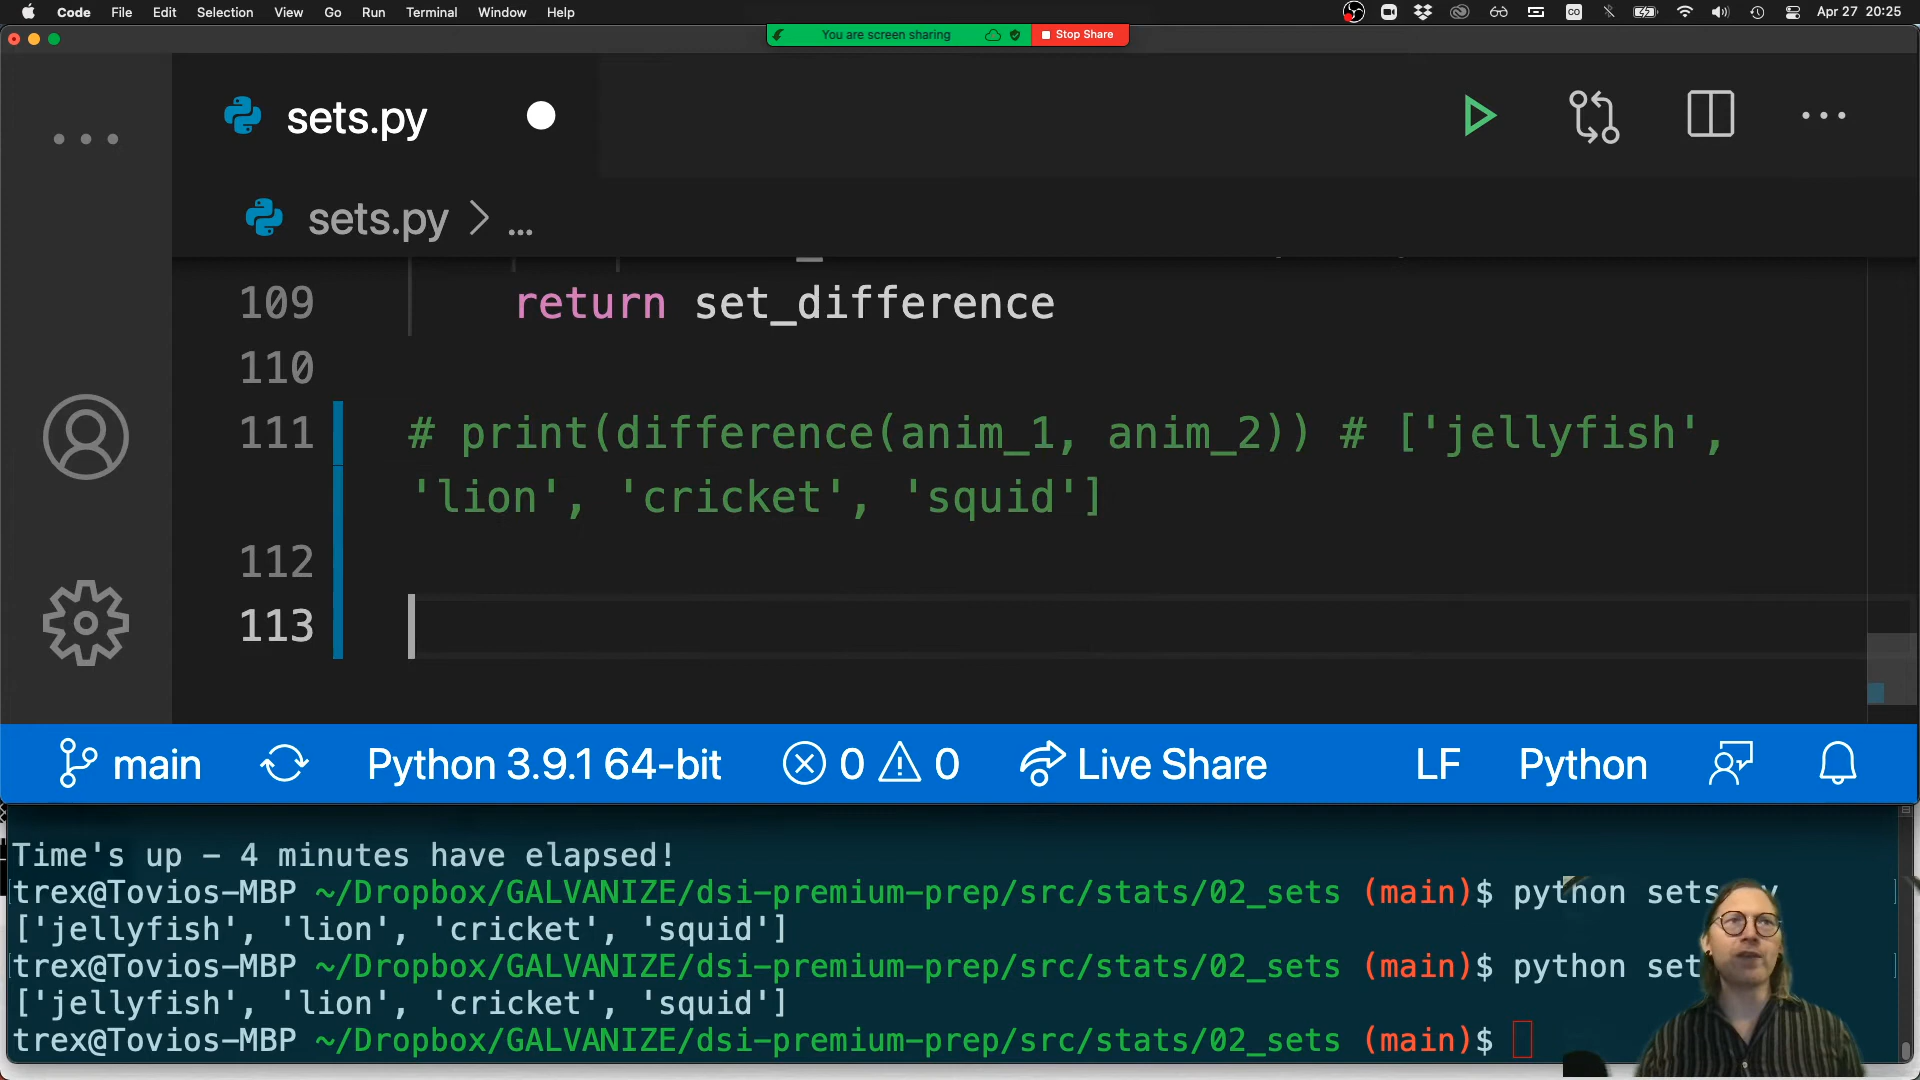 Code File Edit Selection View Go Run Terminal Window Help Apr 27 20:25
You are screen sharing Stop Share
sets.py
sets.py > ...
109 return set_difference
110
111 # print(difference(anim_1, anim_2)) # ['jellyfish',
'lion', 'cricket', 'squid']
112
113
main Python 3.9.1 64-bit 0 0 Live Share LF Python
Time's up - 4 minutes have elapsed!
trex@Tovios-MBP ~/Dropbox/GALVANIZE/dsi-premium-prep/src/stats/02_sets (main)$ python sets.py
['jellyfish', 'lion', 'cricket', 'squid']
trex@Tovios-MBP ~/Dropbox/GALVANIZE/dsi-premium-prep/src/stats/02_sets (main)$ python set
['jellyfish', 'lion', 'cricket', 'squid']
trex@Tovios-MBP ~/Dropbox/GALVANIZE/dsi-premium-prep/src/stats/02_sets (main)$